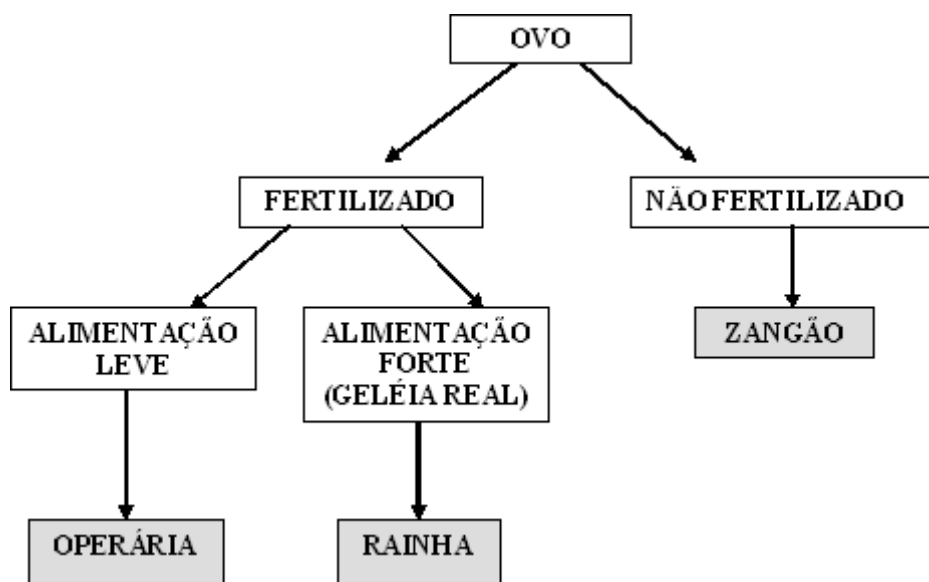 OVO
FERTILIZADO
NÃO FERTILIZADO
ALIMENTAÇÃO
LEVE
ALIMENTAÇÃO
FORTE
(GELÉIA REAL)
ZANGÃO
OPERÁRIA
RAINHA